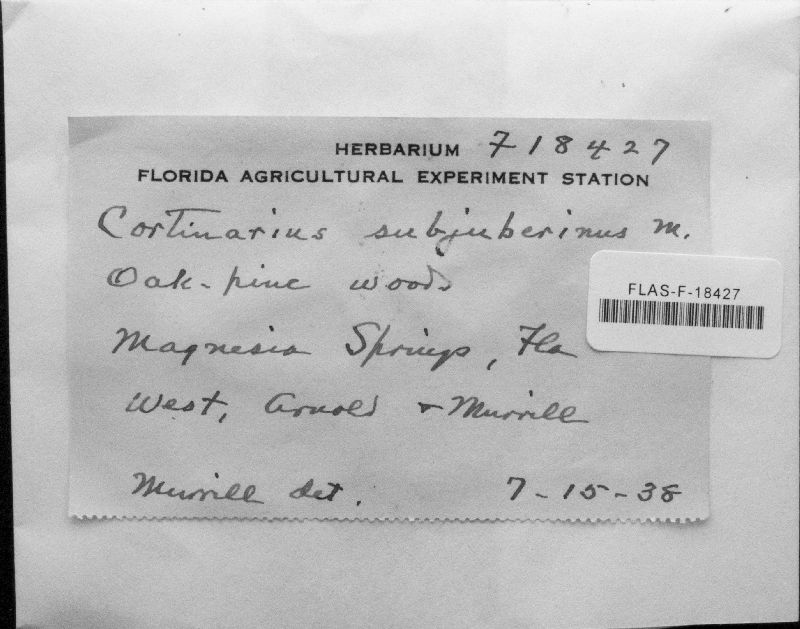 HERBARIUM F18427
FLORIDA AGRICULTURAL EXPERIMENT STATION
Cortinarius subjuberinus M.
Oak-pine woods
FLAS-F-18427
Magnesia Springs, Fla
West, Arnold & Murrill
Murrill det. 7-15-38